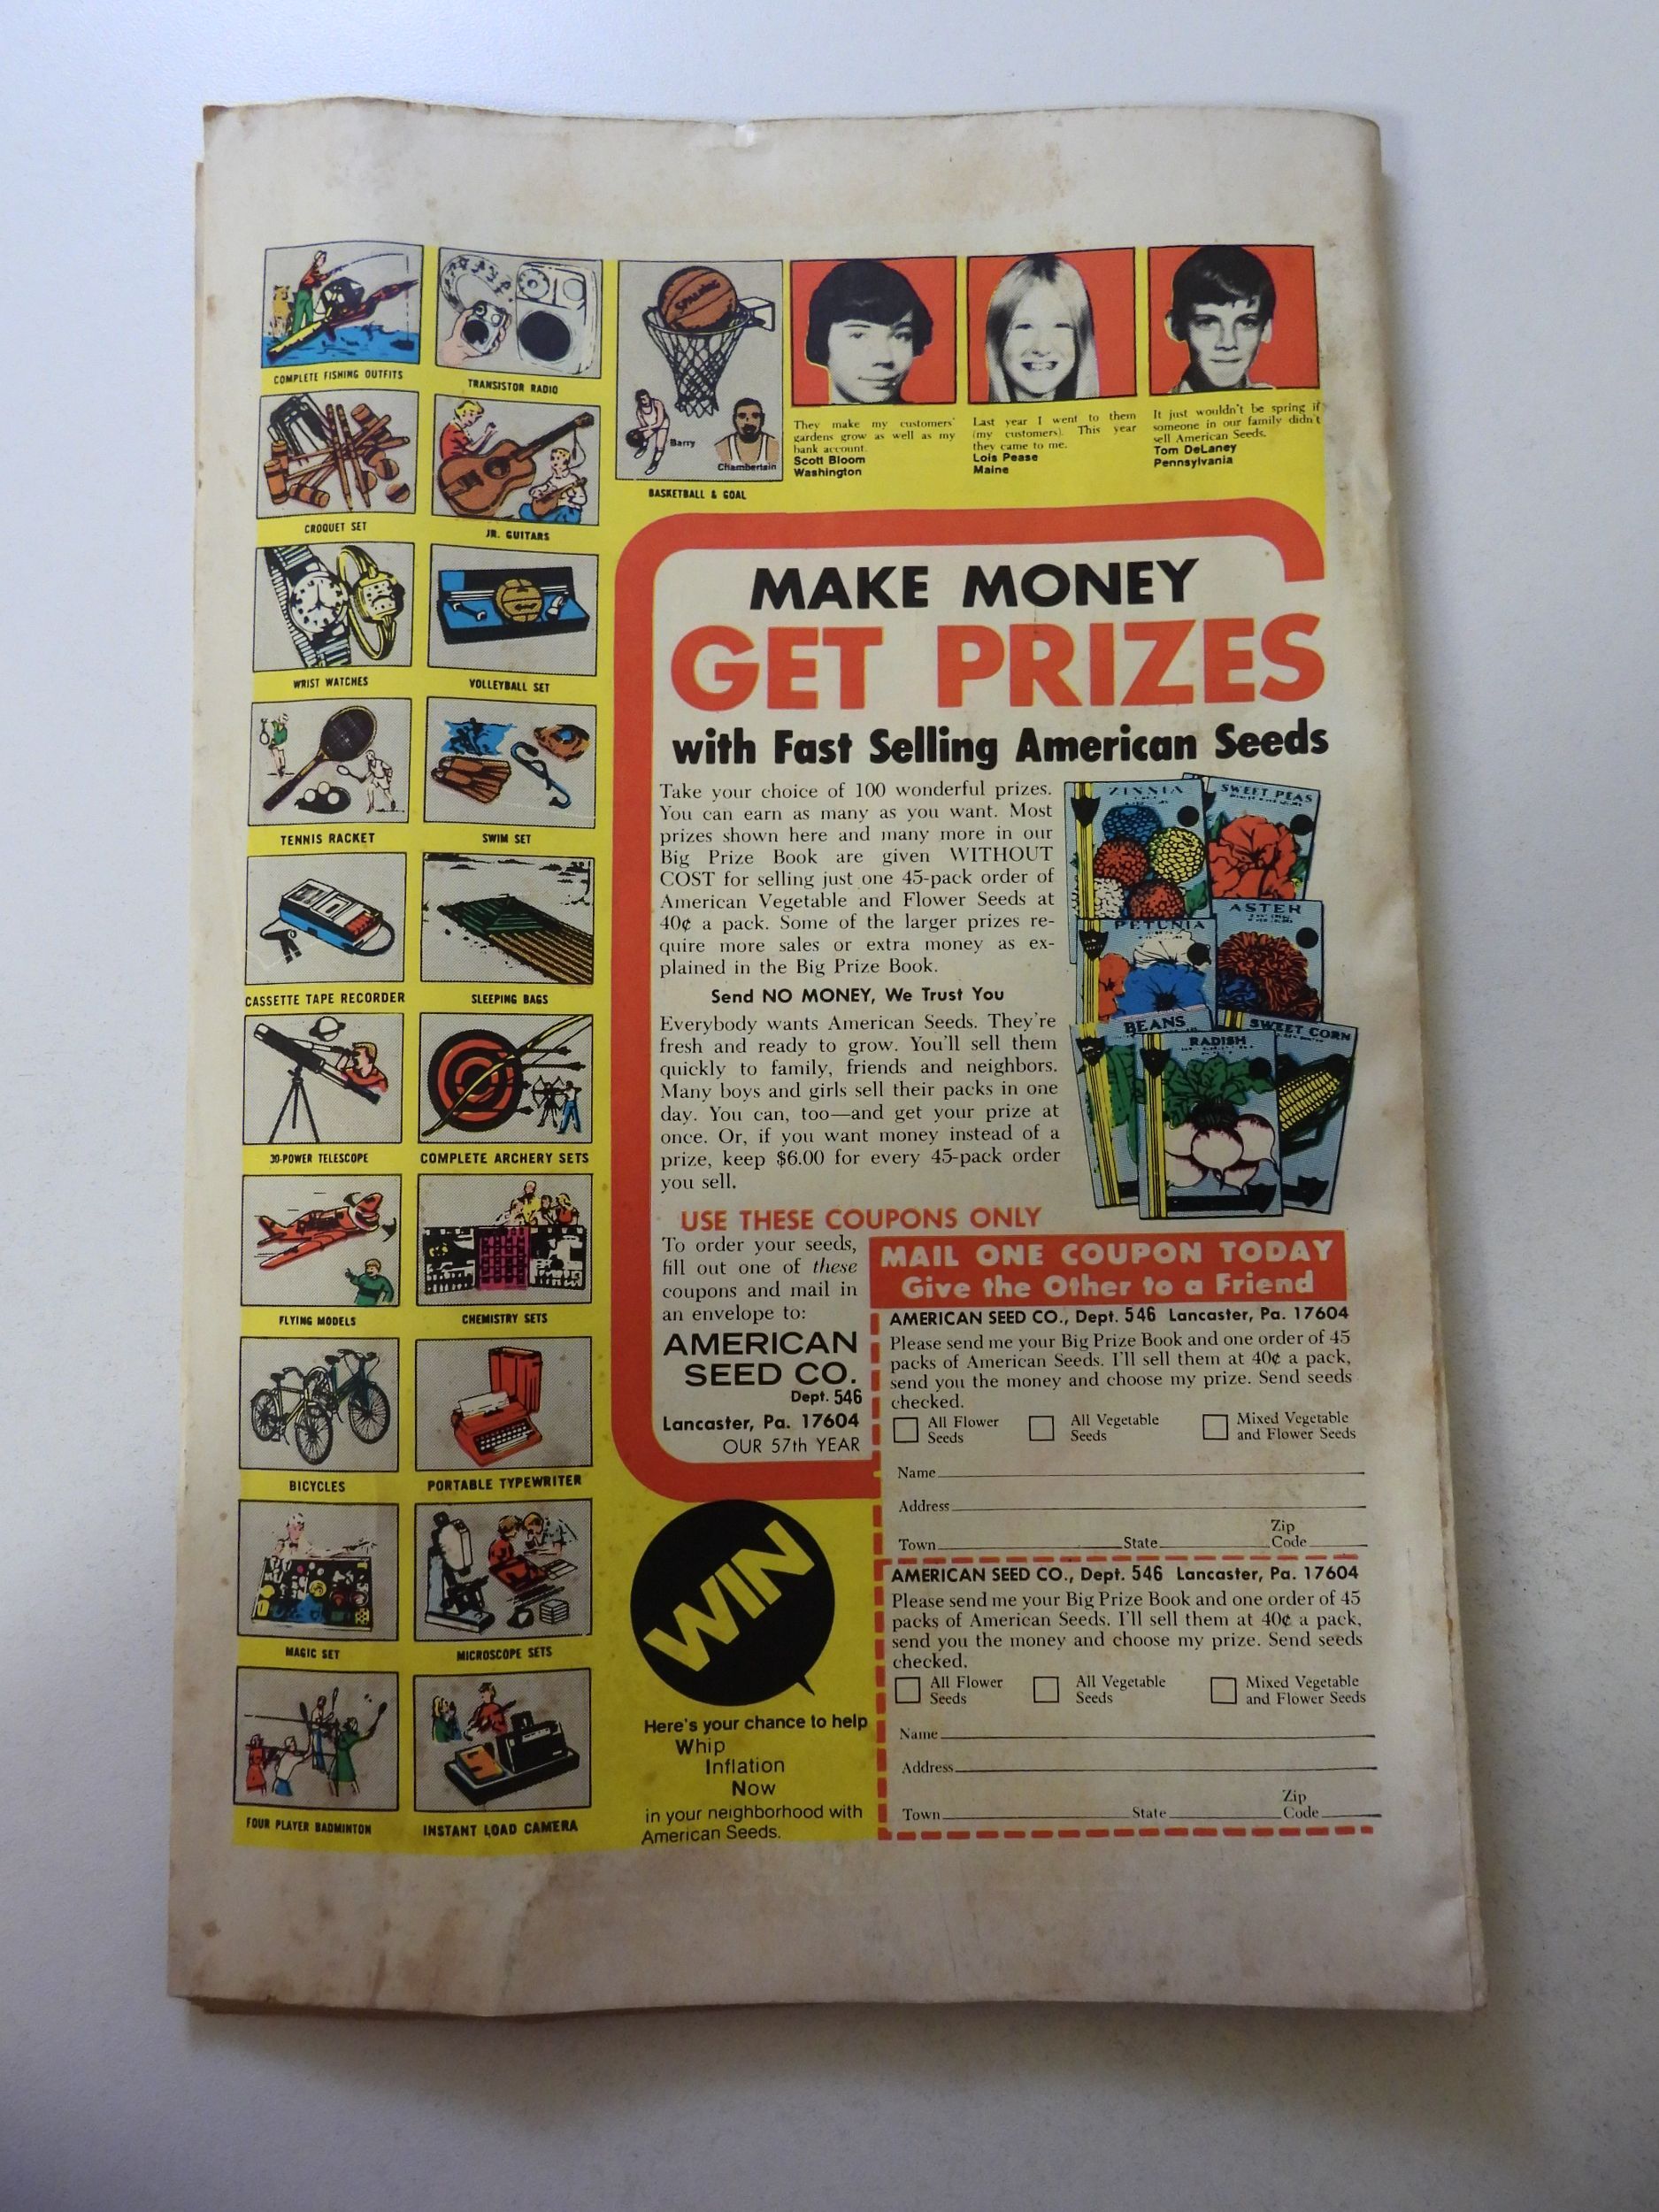 COMPLETE FISHING OUTFITS
TRANSISTOR RADIO
CROQUET SET
JR. GUITARS
WRIST WATCHES
VOLLEYBALL SET
TENNIS RACKET
SWIM SET
CASSETTE TAPE RECORDER
SLEEPING BAGS
30-POWER TELESCOPE
COMPLETE ARCHERY SETS
FLYING MODELS
CHEMISTRY SETS
BICYCLES
PORTABLE TYPEWRITER
MAGIC SET
MICROSCOPE SETS
FOUR PLAYER BADMINTON
INSTANT LOAD CAMERA
SPALDING
Barry
Chamberlain
BASKETBALL & GOAL
They make my customers'
gardens grow as well as my
bank account.
Scott Bloom
Washington
Last year I went to them
(my customers). This year
they came to me.
Lois Pease
Maine
It just wouldn't be spring if
someone in our family didn't
sell American Seeds.
Tom DeLaney
Pennsylvania
MAKE MONEY
GET PRIZES
with Fast Selling American Seeds
Take your choice of 100 wonderful prizes.
You can earn as many as you want. Most
prizes shown here and many more in our
Big Prize Book are given WITHOUT
COST for selling just one 45-pack order of
American Vegetable and Flower Seeds at
40¢ a pack. Some of the larger prizes re-
quire more sales or extra money as ex-
plained in the Big Prize Book.
Send NO MONEY, We Trust You
Everybody wants American Seeds. They're
fresh and ready to grow. You'll sell them
quickly to family, friends and neighbors.
Many boys and girls sell their packs in one
day. You can, too—and get your prize at
once. Or, if you want money instead of a
prize, keep $6.00 for every 45-pack order
you sell.
ZINNIA
SWEET PEAS
PETUNIA
ASTER
BEANS
SWEET CORN
RADISH
USE THESE COUPONS ONLY
To order your seeds,
fill out one of these
coupons and mail in
an envelope to:
AMERICAN
SEED CO.
Dept. 546
Lancaster, Pa. 17604
OUR 57th YEAR
MAIL ONE COUPON TODAY
Give the Other to a Friend
AMERICAN SEED CO., Dept. 546 Lancaster, Pa. 17604
Please send me your Big Prize Book and one order of 45
packs of American Seeds. I'll sell them at 40¢ a pack,
send you the money and choose my prize. Send seeds
checked.
All Flower Seeds
All Vegetable Seeds
Mixed Vegetable and Flower Seeds
Name
Address
Town State Zip Code
AMERICAN SEED CO., Dept. 546 Lancaster, Pa. 17604
Please send me your Big Prize Book and one order of 45
packs of American Seeds. I'll sell them at 40¢ a pack,
send you the money and choose my prize. Send seeds
checked.
All Flower Seeds
All Vegetable Seeds
Mixed Vegetable and Flower Seeds
Name
Address
Town State Zip Code
WIN
Here's your chance to help
Whip
Inflation
Now
in your neighborhood with
American Seeds.